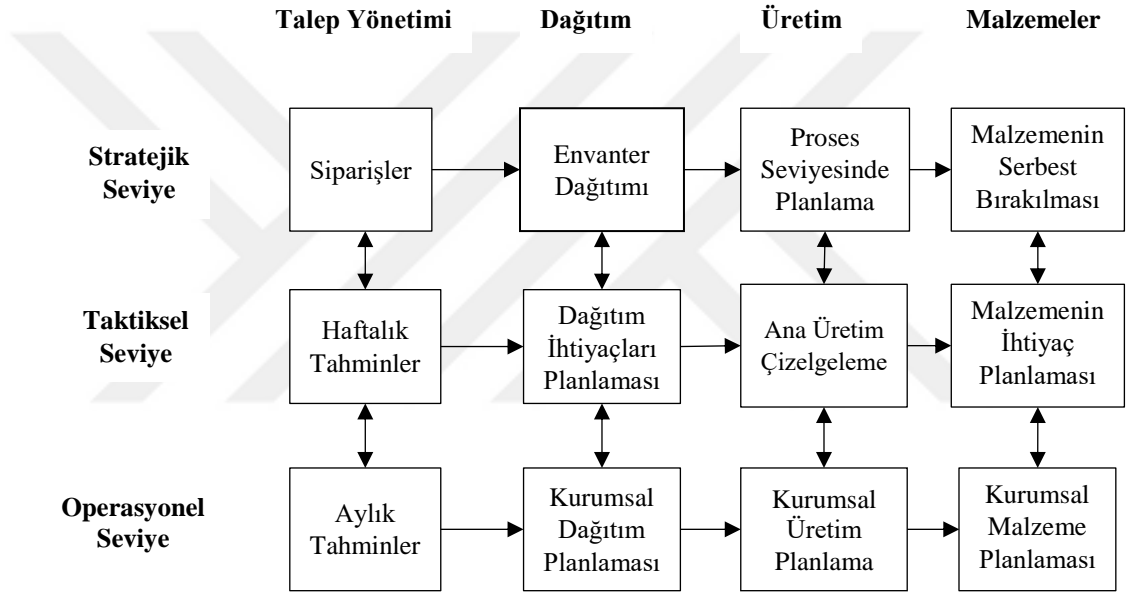 Talep Yönetimi
Dağıtım
Üretim
Malzemeler
Stratejik
Seviye
Siparişler
Envanter
Dağıtımı
Proses
Seviyesinde
Planlama
Malzemenin
Serbest
Bırakılması
Taktiksel
Seviye
Haftalık
Tahminler
Dağıtım
İhtiyaçları
Planlaması
Ana Üretim
Çizelgeleme
Malzemenin
İhtiyaç
Planlaması
Operasyonel
Seviye
Aylık
Tahminler
Kurumsal
Dağıtım
Planlaması
Kurumsal
Üretim
Planlama
Kurumsal
Malzeme
Planlaması